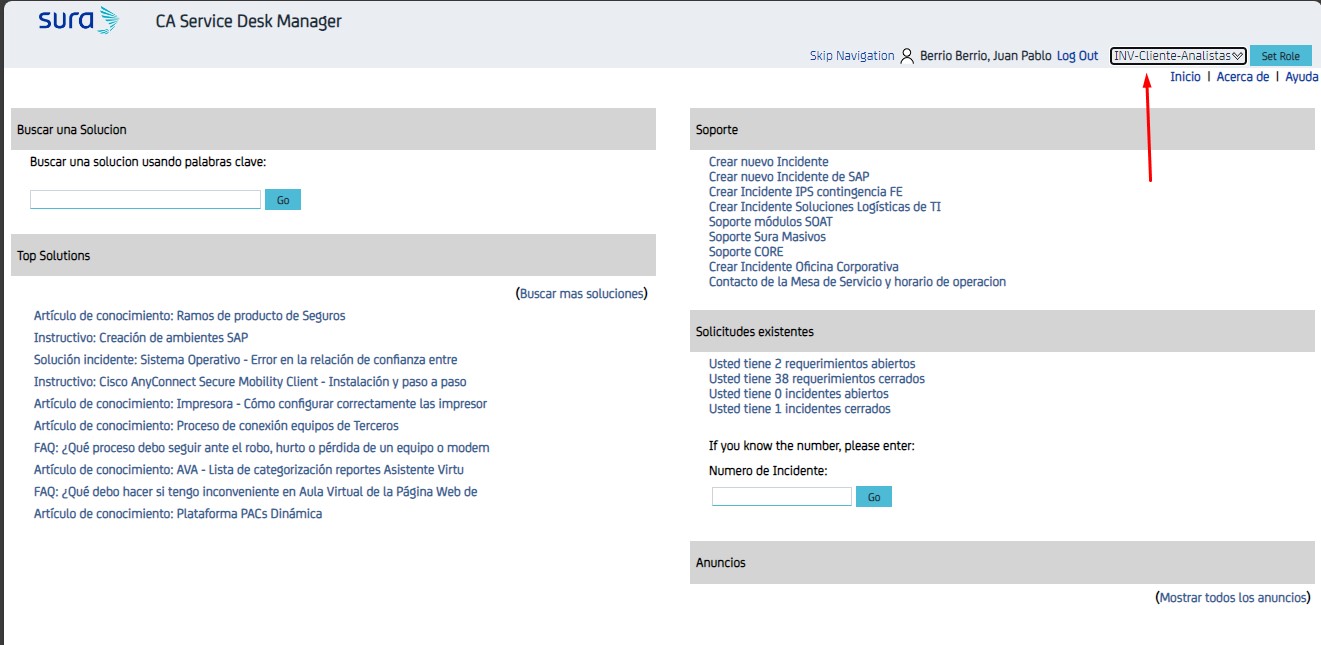 sura
CA Service Desk Manager
Skip Navigation Berrio Berrio, Juan Pablo Log Out INV-Cliente-Analistas Set Role
Inicio | Acerca de | Ayuda
Buscar una Solucion
Buscar una solucion usando palabras clave:
Go
Top Solutions
(Buscar mas soluciones)
Artículo de conocimiento: Ramos de producto de Seguros
Instructivo: Creación de ambientes SAP
Solución incidente: Sistema Operativo - Error en la relación de confianza entre
Instructivo: Cisco AnyConnect Secure Mobility Client - Instalación y paso a paso
Artículo de conocimiento: Impresora - Cómo configurar correctamente las impresor
Artículo de conocimiento: Proceso de conexión equipos de Terceros
FAQ: ¿Qué proceso debo seguir ante el robo, hurto o pérdida de un equipo o modem
Artículo de conocimiento: AVA - Lista de categorización reportes Asistente Virtu
FAQ: ¿Qué debo hacer si tengo inconveniente en Aula Virtual de la Página Web de
Artículo de conocimiento: Plataforma PACs Dinámica
Soporte
Crear nuevo Incidente
Crear nuevo Incidente de SAP
Crear Incidente IPS contingencia FE
Crear Incidente Soluciones Logísticas de TI
Soporte módulos SOAT
Soporte Sura Masivos
Soporte CORE
Crear Incidente Oficina Corporativa
Contacto de la Mesa de Servicio y horario de operacion
Solicitudes existentes
Usted tiene 2 requerimientos abiertos
Usted tiene 38 requerimientos cerrados
Usted tiene 0 incidentes abiertos
Usted tiene 1 incidentes cerrados
If you know the number, please enter:
Numero de Incidente:
Go
Anuncios
(Mostrar todos los anuncios)